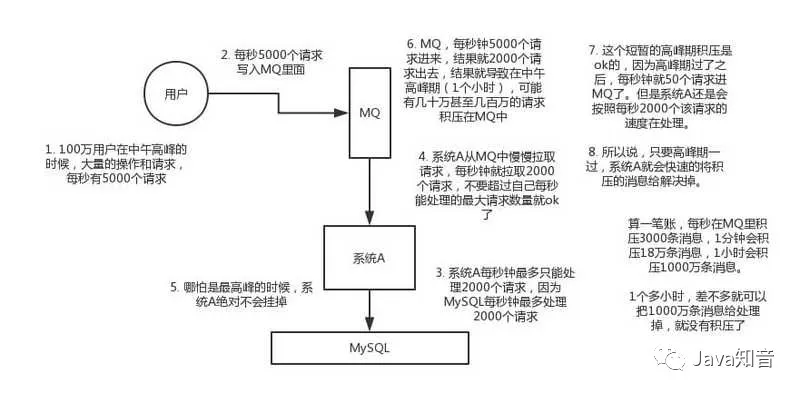 用户
2. 每秒5000个请求
写入MQ里面
MQ
1. 100万用户在中午高峰的
时候，大量的操作和请求，
每秒有5000个请求
6. MQ，每秒钟5000个请
求进来，结果就2000个请
求出去，结果就导致在中午
高峰期（1个小时），可能
有几十万甚至几百万的请求
积压在MQ中
7. 这个短暂的高峰期积压是
ok的，因为高峰期过了之
后，每秒钟就50个请求进
MQ了。但是系统A还是会
按照每秒2000个该请求的
速度在处理。
4. 系统A从MQ中慢慢拉取
请求，每秒钟就拉取2000
个请求，不要超过自己每秒
能处理的最大请求数量就ok
了
8. 所以说，只要高峰期一
过，系统A就会快速的将积
压的消息给解决掉。
系统A
5. 哪怕是最高峰的时候，系
统A绝对不会挂掉
3. 系统A每秒钟最多只能处
理2000个请求，因为
MySQL每秒钟最多处理
2000个请求
算一笔账，每秒在MQ里积
压3000条消息，1分钟会积
压18万条消息，1小时会积
压1000万条消息。
1个多小时，差不多就可以
把1000万条消息给处理
掉，就没有积压了
MySQL
Java知音